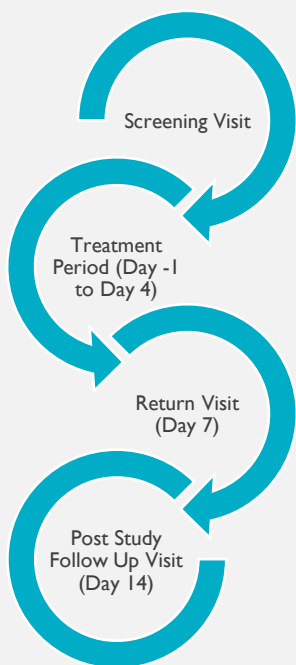 Screening Visit
Treatment
Period (Day -1
to Day 4)
Return Visit
(Day 7)
Post Study
Follow Up Visit
(Day 14)